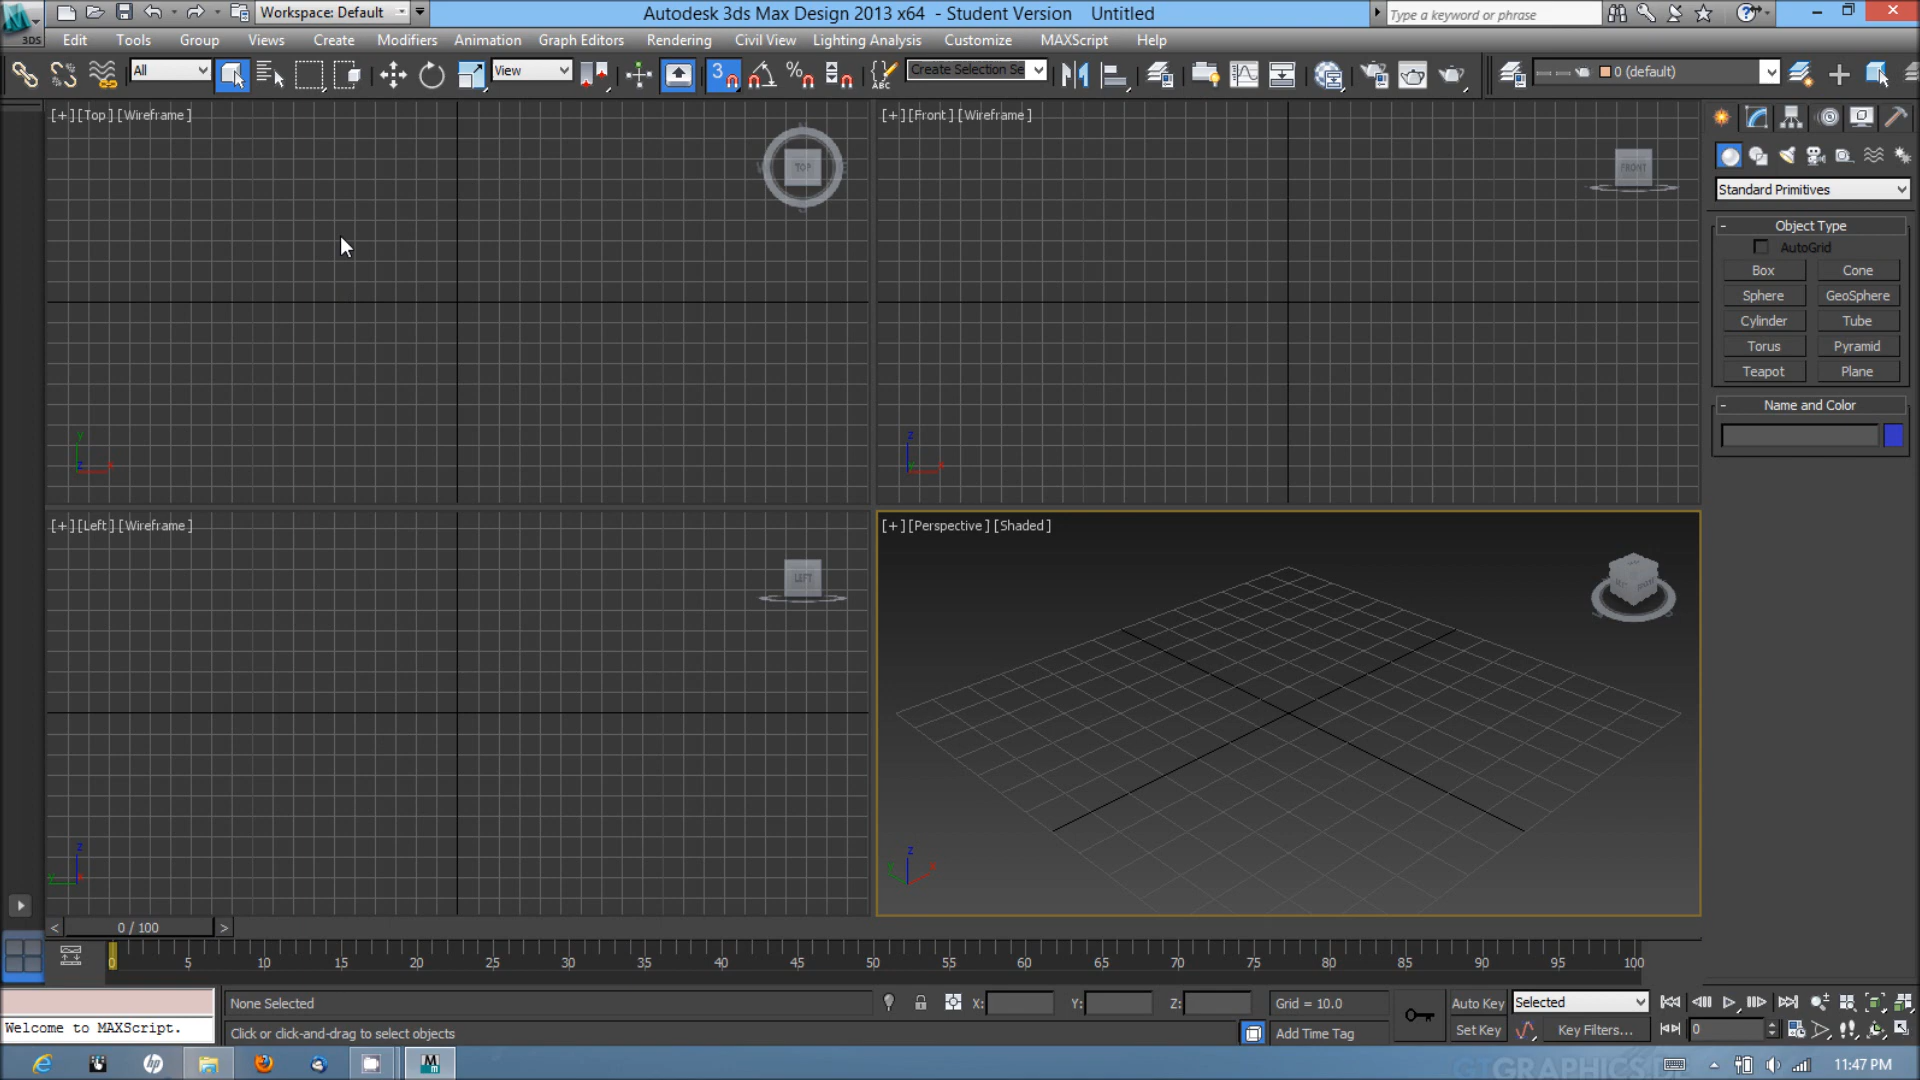 Workspace: Default
Autodesk 3ds Max Design 2013 x64 - Student Version Untitled
Type a keyword or phrase
3DS
Edit Tools Group Views Create Modifiers Animation Graph Editors Rendering Civil View Lighting Analysis Customize MAXScript Help
All View 3 % ABC Create Selection Se 0 (default)
[+][Top][Wireframe]
TOP
[+][Front][Wireframe]
FRONT
Standard Primitives
- Object Type
AutoGrid
Box Cone
Sphere GeoSphere
Cylinder Tube
Torus Pyramid
Teapot Plane
- Name and Color
y
z x
z
y x
[+][Left][Wireframe]
LEFT
[+][Perspective][Shaded]
z
y x
z
< 0 / 100 >
0 5 10 15 20 25 30 35 40 45 50 55 60 65 70 75 80 85 90 95 100
None Selected X: Y: Z: Grid = 10.0 Auto Key Selected
Welcome to MAXScript. Click or click-and-drag to select objects Add Time Tag Set Key Key Filters... 0
hp
11:47 PM